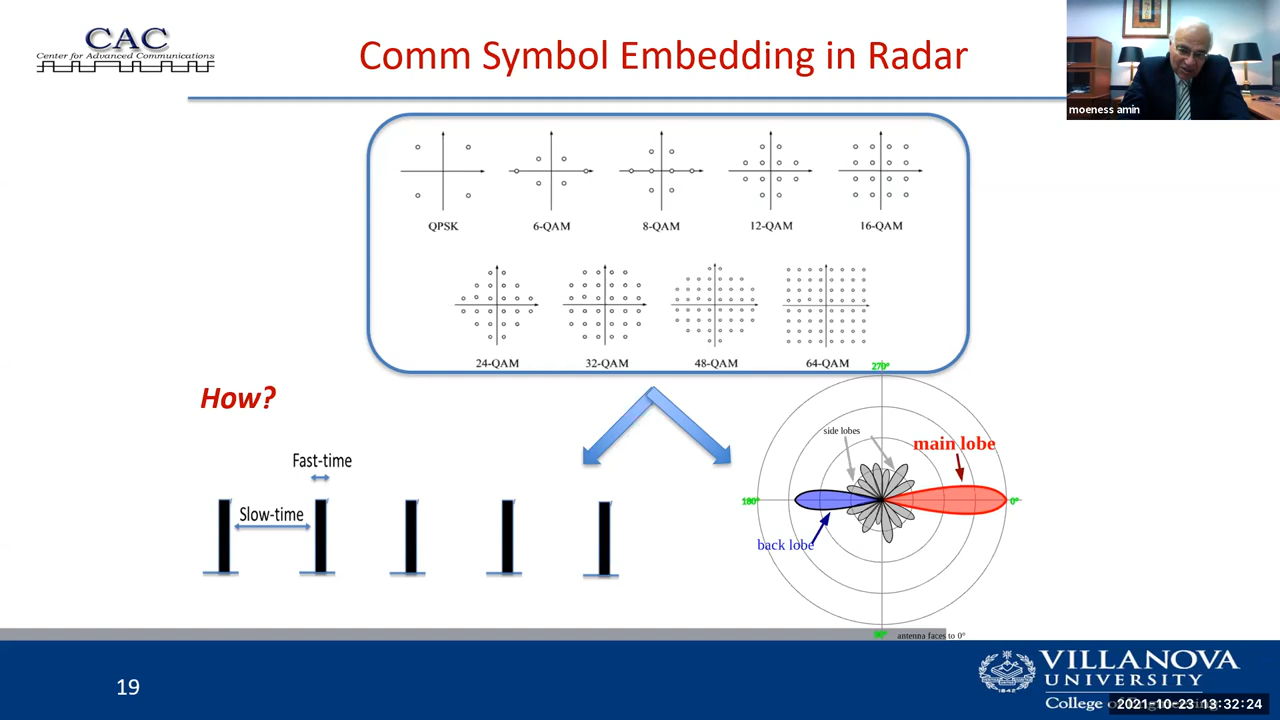 CAC
Center for Advanced Communications
Comm Symbol Embedding in Radar
moeness amin
QPSK
6-QAM
8-QAM
12-QAM
16-QAM
24-QAM
32-QAM
48-QAM
64-QAM
How?
Fast-time
Slow-time
270°
side lobes
main lobe
180°
0°
back lobe
90°
antenna faces to 0°
19
1842
VILLANOVA
UNIVERSITY
College of Engineering
2021-10-23 13:32:24